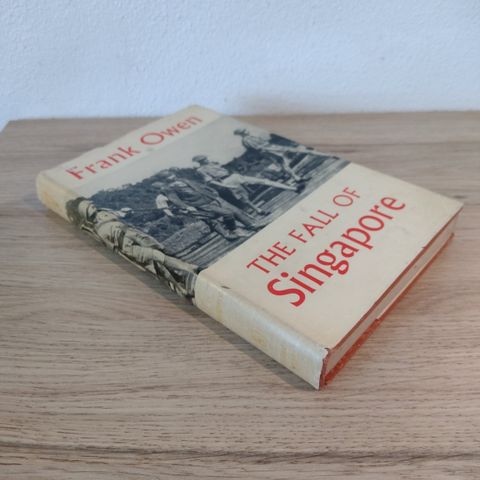 Frank Owen
THE FALL OF
Singapore